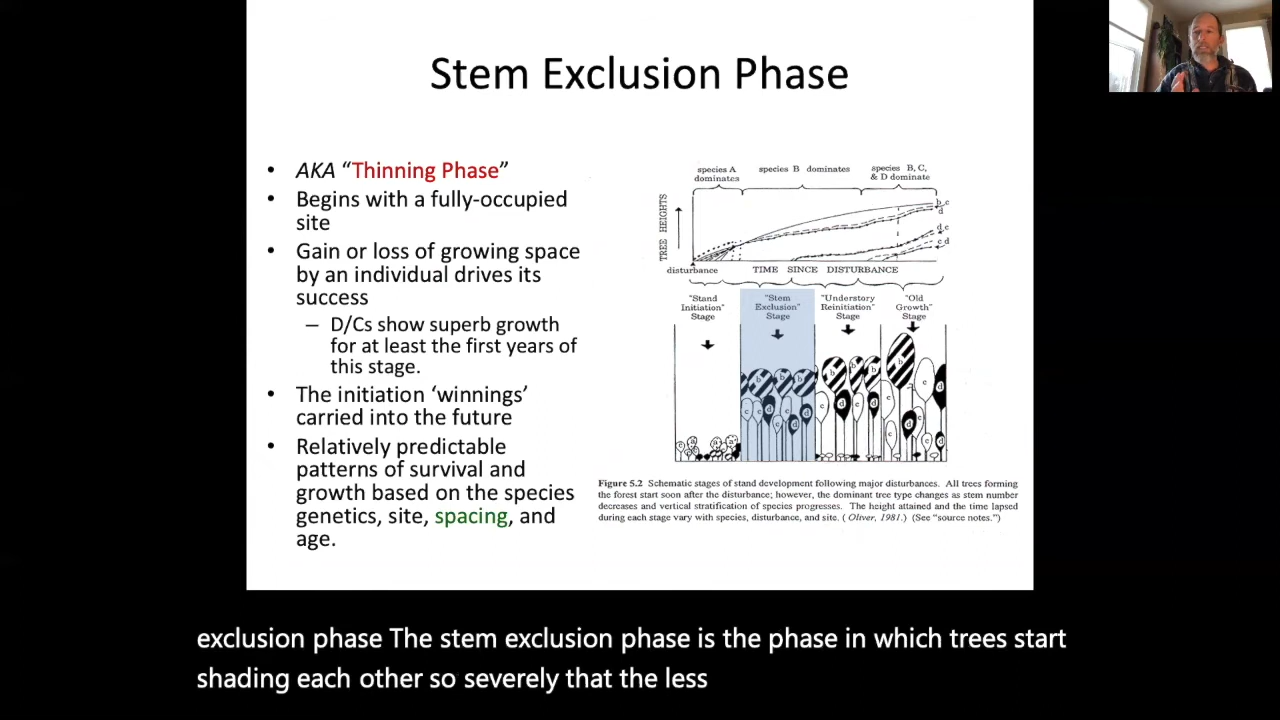 Stem Exclusion Phase
• AKA “Thinning Phase”
• Begins with a fully-occupied
site
• Gain or loss of growing space
by an individual drives its
success
– D/Cs show superb growth
for at least the first years of
this stage.
• The initiation ‘winnings’
carried into the future
• Relatively predictable
patterns of survival and
growth based on the species
genetics, site, spacing, and
age.
species A
dominates
species B dominates
species B, C,
& D dominate
TREE HEIGHTS
b,c
d
d,c
c d
disturbance
TIME SINCE DISTURBANCE
"Stand
Initiation"
Stage
"Stem
Exclusion"
Stage
"Understory
Reinitiation"
Stage
"Old
Growth"
Stage
Figure 5.2 Schematic stages of stand development following major disturbances. All trees forming
the forest start soon after the disturbance; however, the dominant tree type changes as stem number
decreases and vertical stratification of species progresses. The height attained and the time lapsed
during each stage vary with species, disturbance, and site. ( Oliver, 1981.) (See "source notes.")
exclusion phase The stem exclusion phase is the phase in which trees start
shading each other so severely that the less